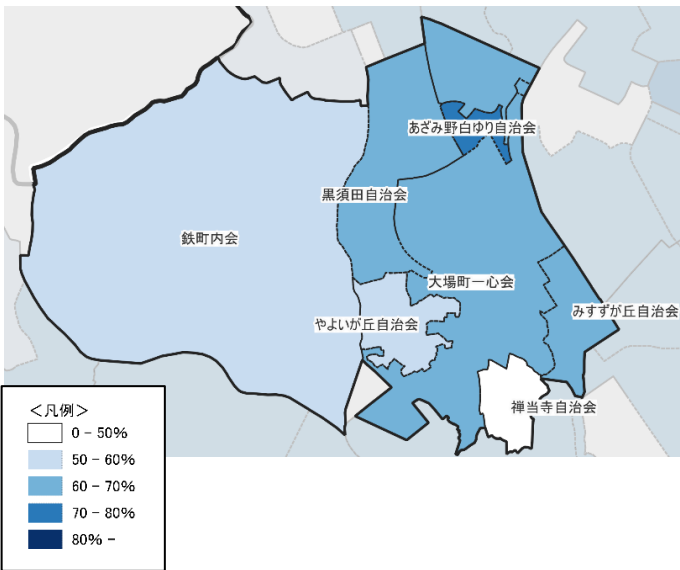 あざみ野白ゆり自治会
黒須田自治会
鉄町内会
大場町一心会
みすずが丘自治会
やよいが丘自治会
禅当寺自治会
＜凡例＞
0 – 50%
50 – 60%
60 – 70%
70 – 80%
80% –